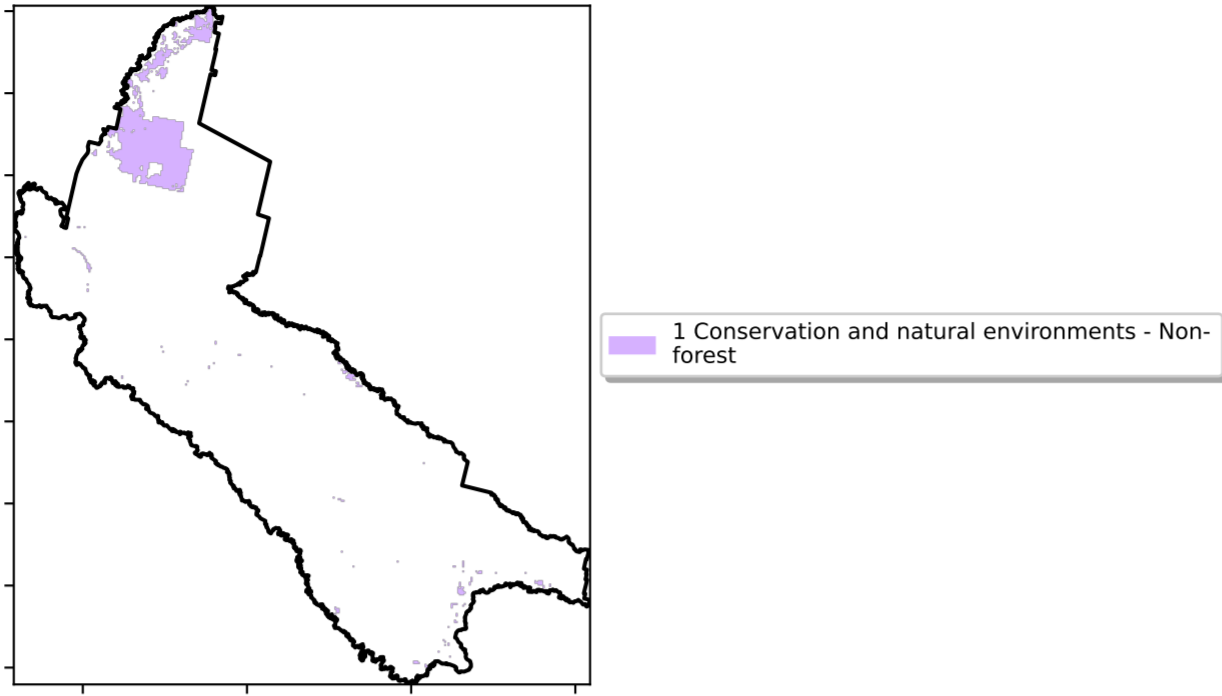 1 Conservation and natural environments - Non-
forest